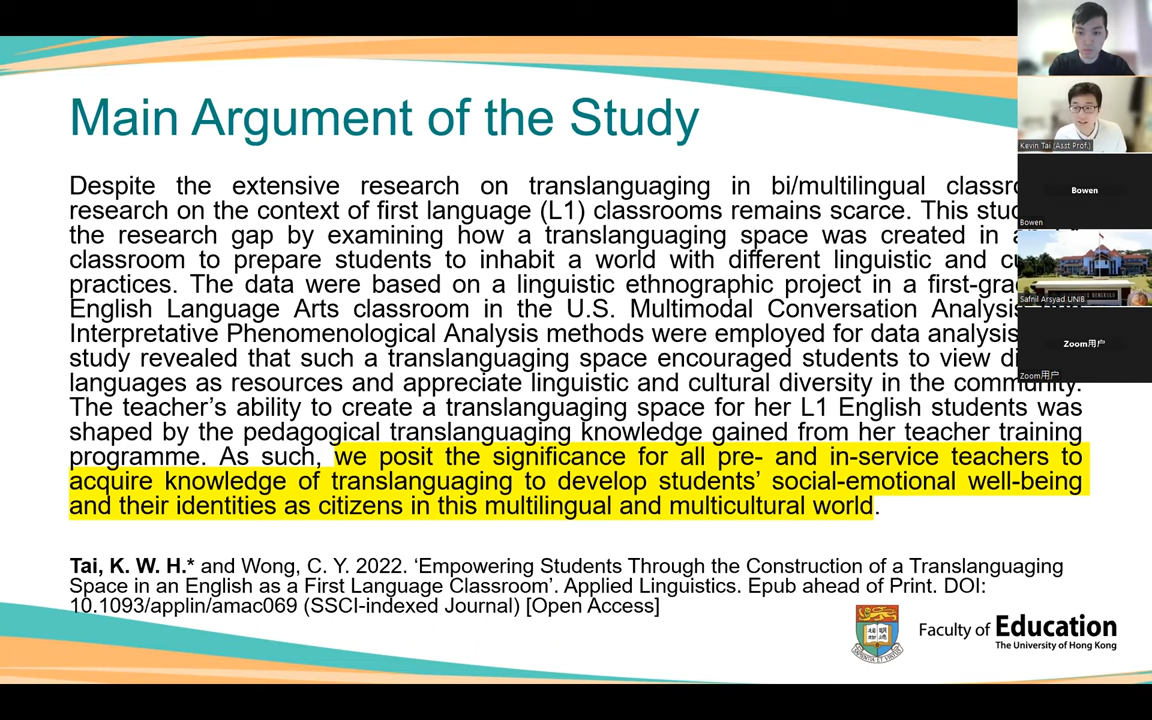 Main Argument of the Study
Despite the extensive research on translanguaging in bi/multilingual
research on the context of first language (L1) classrooms remains scarce. This
the research gap by examining how a translanguaging space was created in
classroom to prepare students to inhabit a world with different linguistic and
practices. The data were based on a linguistic ethnographic project in a
English Language Arts classroom in the U.S. Multimodal Conversation Analysis
Interpretative Phenomenological Analysis methods were employed for data analysis
study revealed that such a translanguaging space encouraged students to view
languages as resources and appreciate linguistic and cultural diversity in the community.
The teacher’s ability to create a translanguaging space for her L1 English students was
shaped by the pedagogical translanguaging knowledge gained from her teacher training
programme. As such, we posit the significance for all pre- and in-service teachers to
acquire knowledge of translanguaging to develop students’ social-emotional well-being
and their identities as citizens in this multilingual and multicultural world.
Tai, K. W. H.* and Wong, C. Y. 2022. ‘Empowering Students Through the Construction of a Translanguaging
Space in an English as a First Language Classroom’. Applied Linguistics. Epub ahead of Print. DOI:
10.1093/applin/amac069 (SSCI-indexed Journal) [Open Access]
Faculty of Education
The University of Hong Kong
Kevin Tai (Asst Prof.)
Bowen
Bowen
Safnil Arsyad UNIB
Zoom用户
Zoom用户